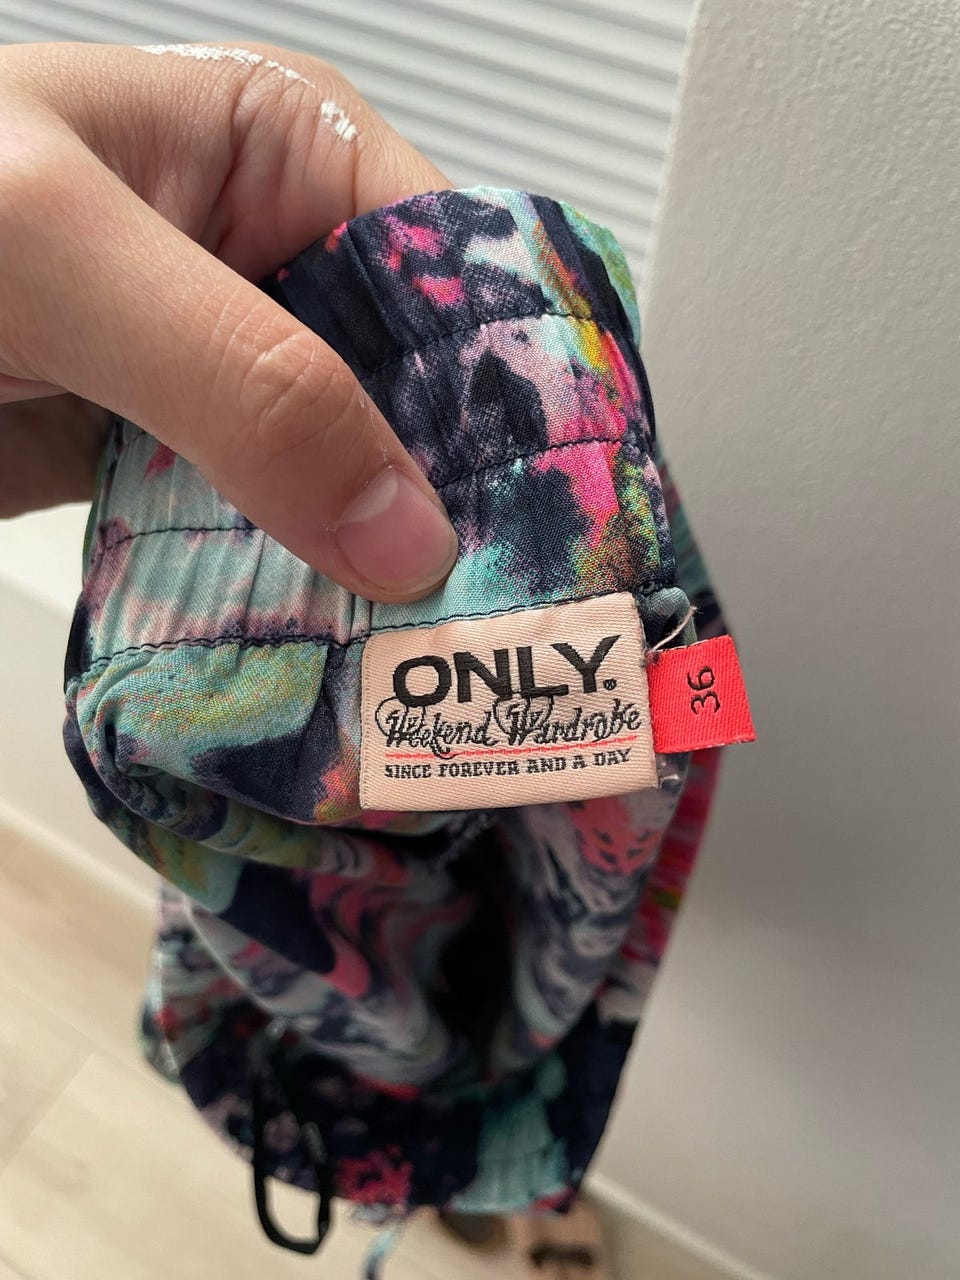 ONLY®
Weekend Wardrobe
SINCE FOREVER AND A DAY
36